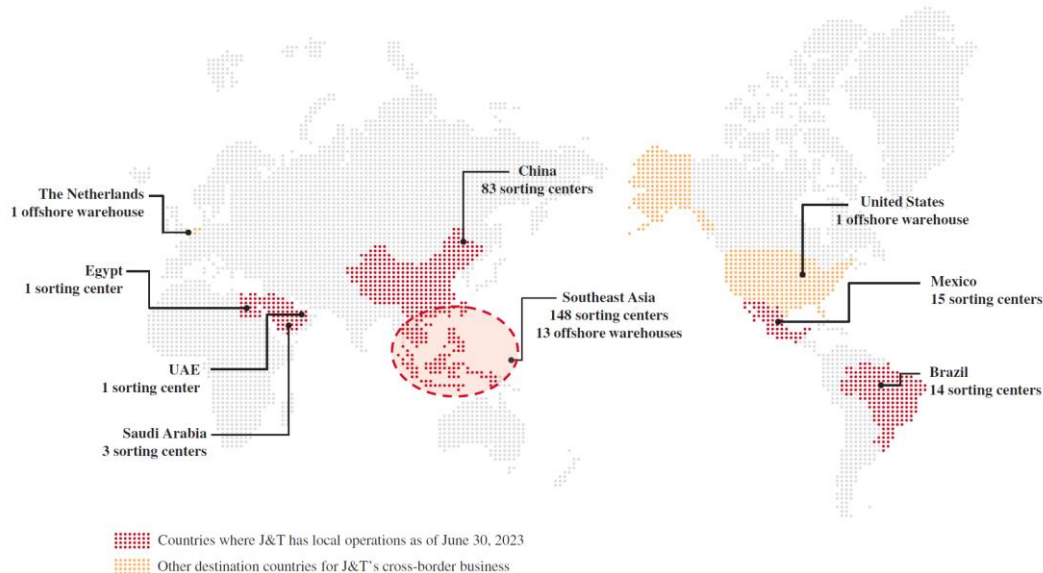 The Netherlands
1 offshore warehouse
Egypt
1 sorting center
UAE
1 sorting center
Saudi Arabia
3 sorting centers
China
83 sorting centers
Southeast Asia
148 sorting centers
13 offshore warehouses
United States
1 offshore warehouse
Mexico
15 sorting centers
Brazil
14 sorting centers
Countries where J&T has local operations as of June 30, 2023
Other destination countries for J&T's cross-border business